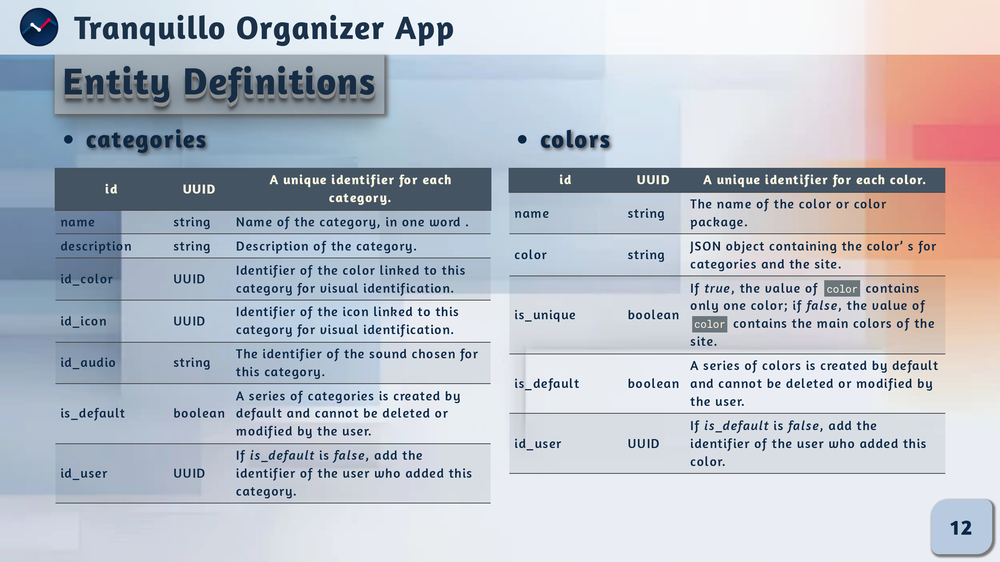 Tranquillo Organizer App
Entity Definitions
• categories
id UUID A unique identifier for each
category.
name string Name of the category, in one word .
description string Description of the category.
id_color UUID Identifier of the color linked to this
category for visual identification.
id_icon UUID Identifier of the icon linked to this
category for visual identification.
id_audio string The identifier of the sound chosen for
this category.
is_default boolean A series of categories is created by
default and cannot be deleted or
modified by the user.
id_user UUID If is_default is false, add the
identifier of the user who added this
category.
• colors
id UUID A unique identifier for each color.
name string The name of the color or color
package.
color string JSON object containing the color’ s for
categories and the site.
is_unique boolean If true, the value of color contains
only one color; if false, the value of
color contains the main colors of the
site.
is_default boolean A series of colors is created by default
and cannot be deleted or modified by
the user.
id_user UUID If is_default is false, add the
identifier of the user who added this
color.
12